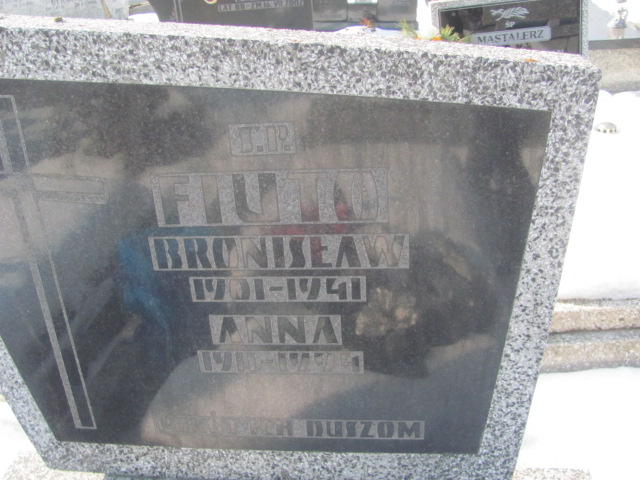 MASTALERZ
Ś.P.
FIUTO
BRONISŁAW
1901-1941
ANNA
DUSZOM